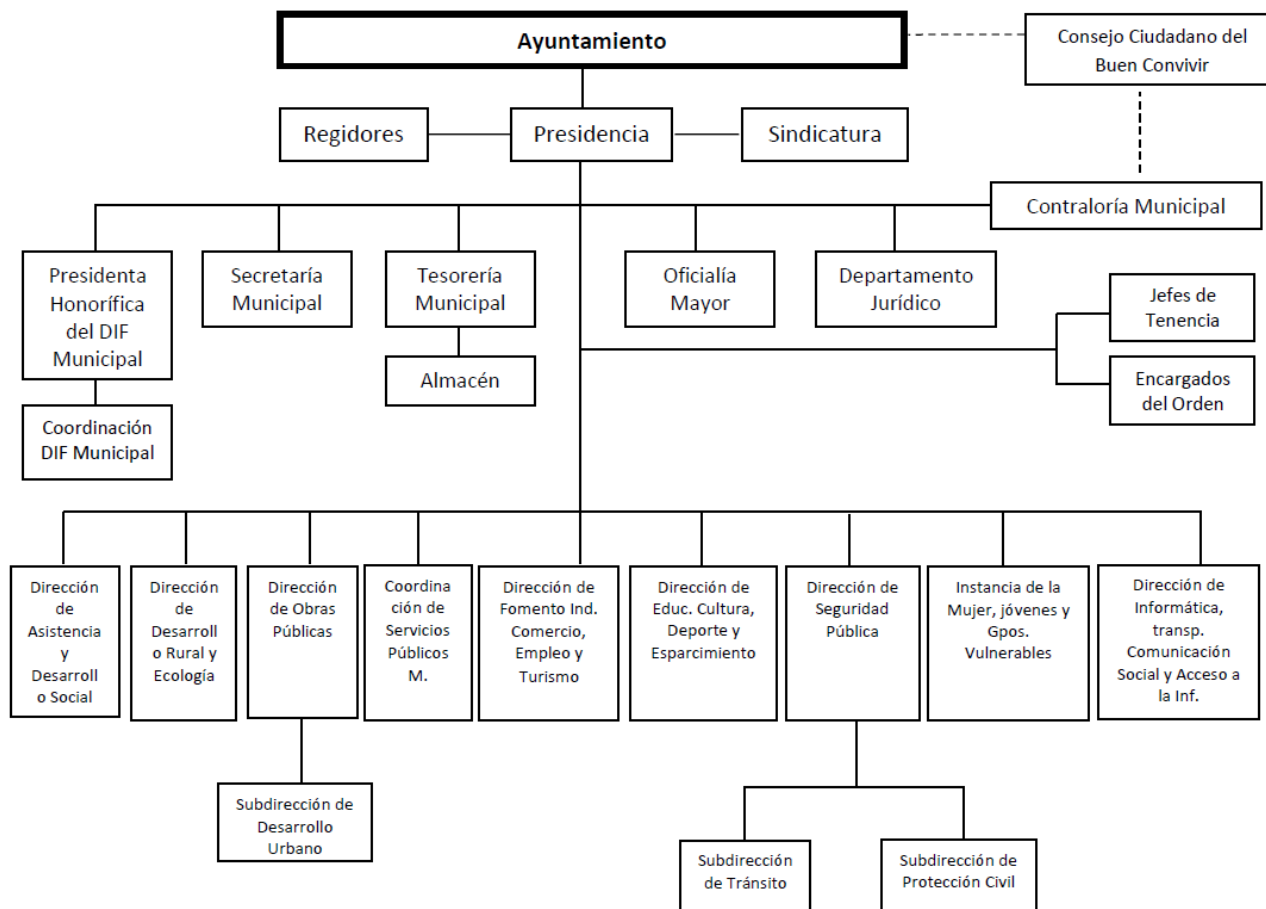 Ayuntamiento
Consejo Ciudadano del
Buen Convivir
Regidores
Presidencia
Sindicatura
Contraloría Municipal
Presidenta
Honorífica
del DIF
Municipal
Secretaría
Municipal
Tesorería
Municipal
Oficialía
Mayor
Departamento
Jurídico
Jefes de
Tenencia
Almacén
Encargados
del Orden
Coordinación
DIF Municipal
Dirección
de
Asistencia
y
Desarroll
o Social
Dirección
de
Desarroll
o Rural y
Ecología
Dirección
de Obras
Públicas
Coordina
ación de
Servicios
Públicos
M.
Dirección de
Fomento Ind.
Comercio,
Empleo y
Turismo
Dirección de
Educ. Cultura,
Deporte y
Esparcimiento
Dirección de
Seguridad
Pública
Instancia de la
Mujer, jóvenes y
Gpos.
Vulnerables
Dirección de
Informática,
transp.
Comunicación
Social y Acceso a
la Inf.
Subdirección de
Desarrollo
Urbano
Subdirección
de Tránsito
Subdirección de
Protección Civil